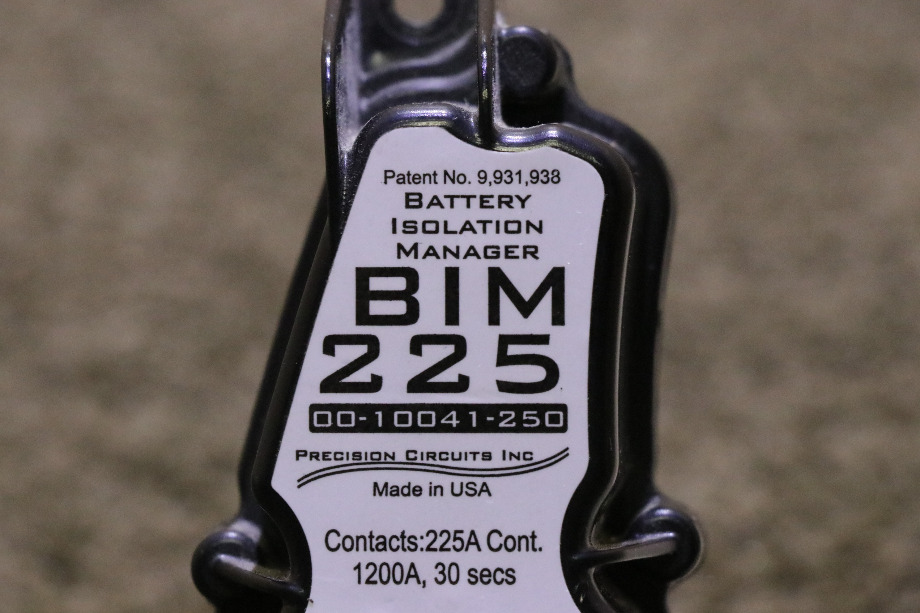 Patent No. 9,931,938
BATTERY
ISOLATION
MANAGER
BIM
225
00-10041-250
PRECISION CIRCUITS INC
Made in USA
Contacts:225A Cont.
1200A, 30 secs